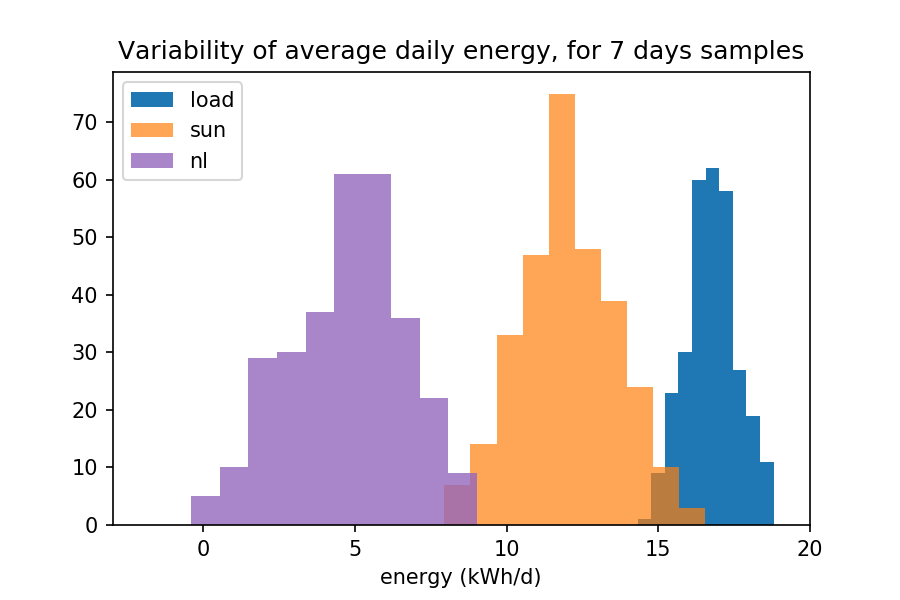 Variability of average daily energy, for 7 days samples
load
sun
nl
70
60
50
40
30
20
10
0
0 5 10 15 20
energy (kWh/d)